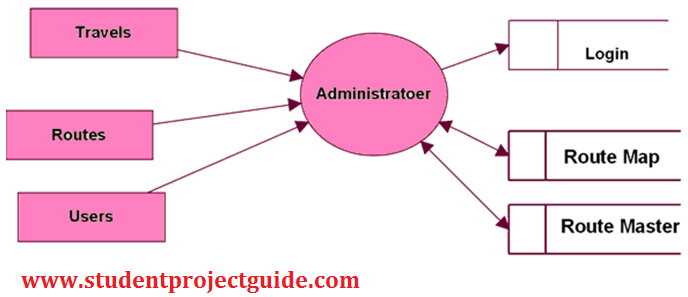 Travels
Administratoer
Login
Routes
Route Map
Users
Route Master
www.studentprojectguide.com